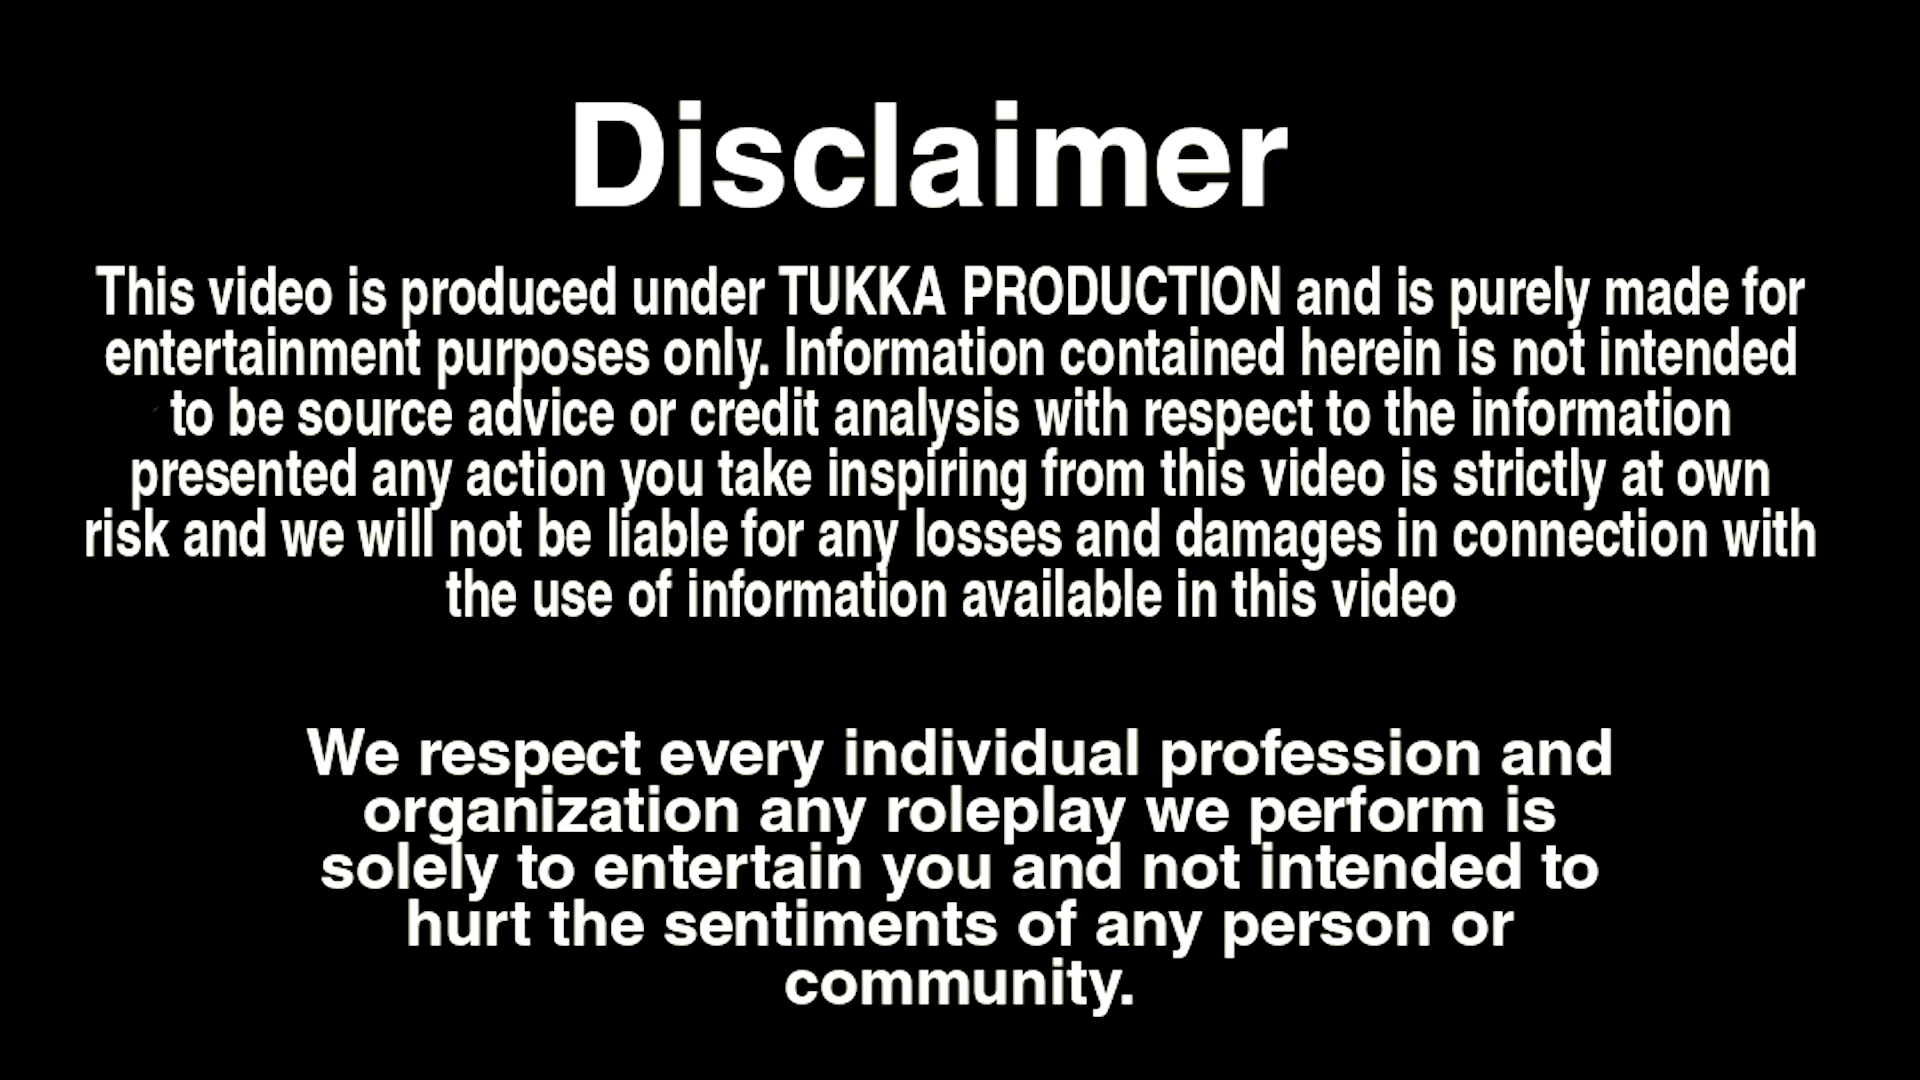 Disclaimer
This video is produced under TUKKA PRODUCTION and is purely made for
entertainment purposes only. Information contained herein is not intended
to be source advice or credit analysis with respect to the information
presented any action you take inspiring from this video is strictly at own
risk and we will not be liable for any losses and damages in connection with
the use of information available in this video
We respect every individual profession and
organization any roleplay we perform is
solely to entertain you and not intended to
hurt the sentiments of any person or
community.